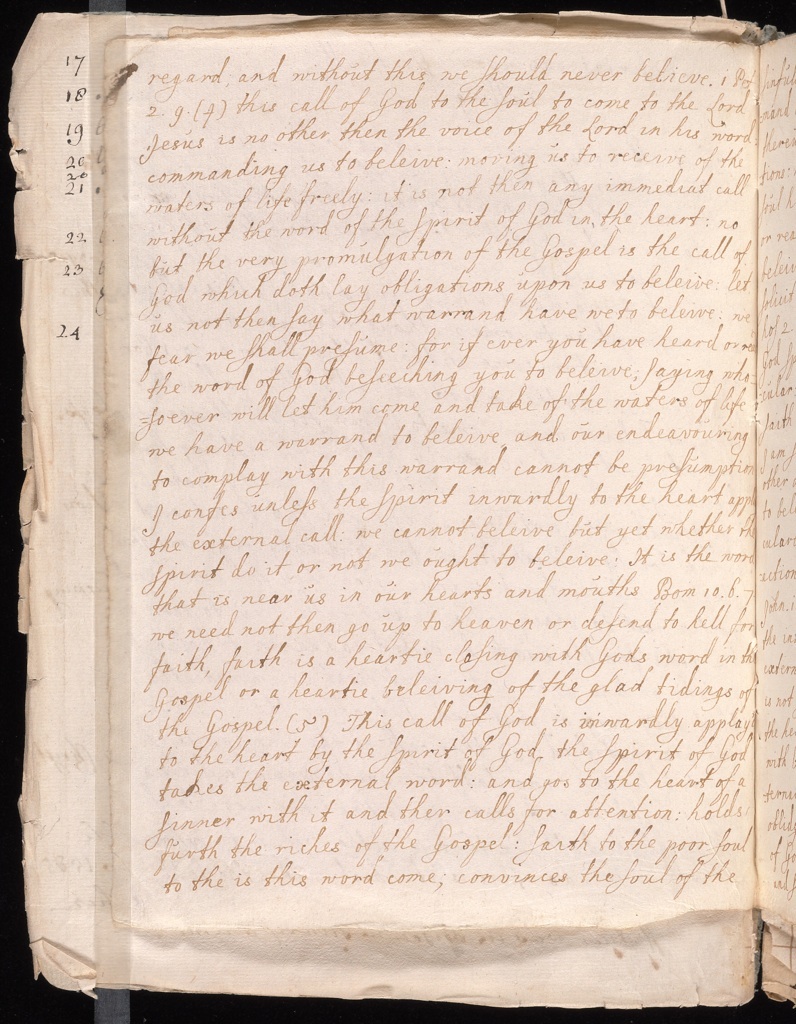 17
18
19
20
20
21
22
23
24
regard, and without this we should never believe. 1 Pet
2. 9. (4) this call of God to the soul to come to the Lord
Jesus is no other then the voice of the Lord in his word
commanding us to beleive: moving us to receive of the
waters of life freely: it is not then any immediat call
without the word of the spirit of God in the heart: no
but the very promulgation of the Gospel is the call of
God which doth lay obligations upon us to beleive: let
us not then say what warrand have we to beleive: we
fear we shall presume: for if ever you have heard or
the word of God beseeching you to beleive; saying who=
=soever will let him come and take of the waters of life
we have a warrand to beleive and our endeavouring
to complay with this warrand cannot be presumption
I confes unless the spirit inwardly to the heart appl
the external call: we cannot beleive but yet whether the
spirit do it or not we ought to beleive: It is the word
that is near us in our hearts and mouths Rom 10. 6. 7
we need not then go up to heaven or desend to hell for
faith, faith is a heartie closing with Gods word in the
Gospel or a heartie beleiving of the glad tidings of
the Gospel. (5) This call of God is inwardly applay
to the heart by the spirit of God, the spirit of God
takes the external word: and gos to the heart of a
sinner with it and ther calls for attention: holds
furth the riches of the Gospel: saith to the poor soul
to the is this word come; convinces the soul of the